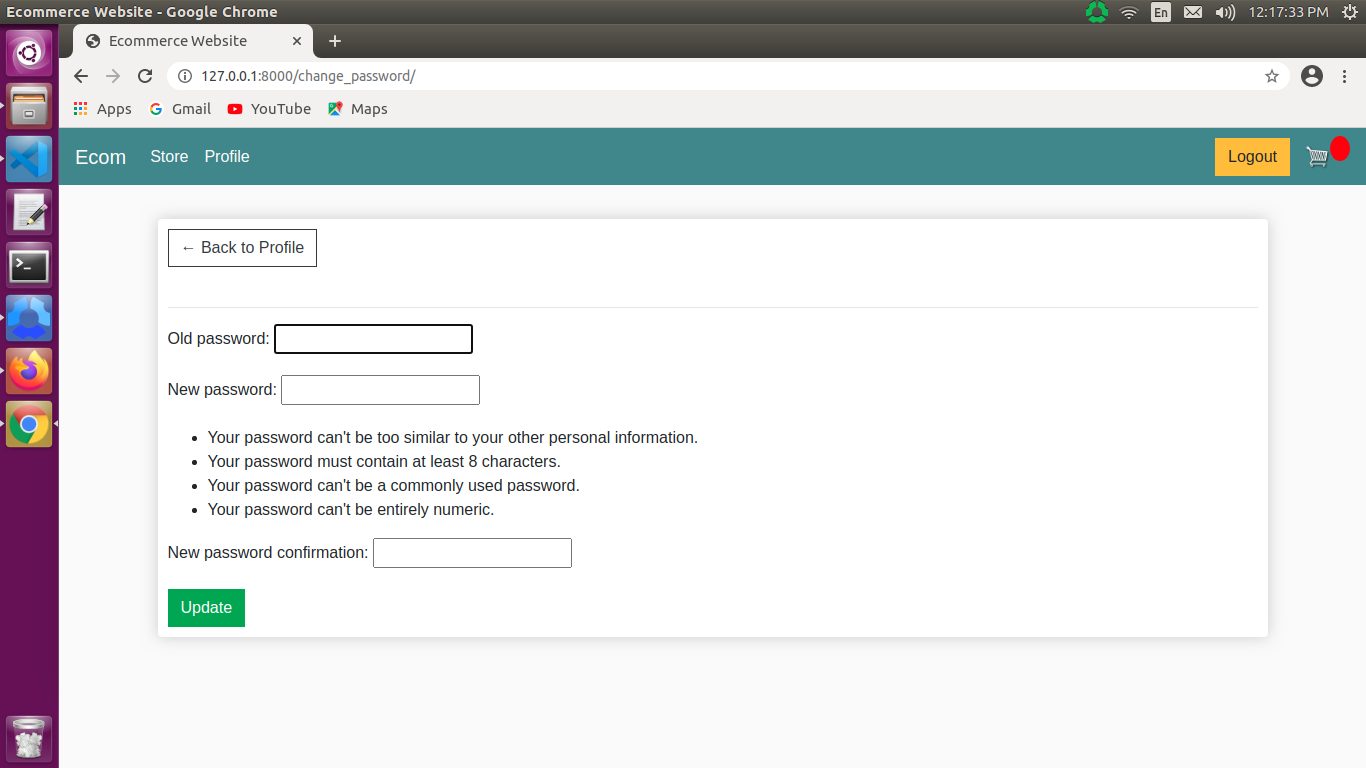 Ecommerce Website - Google Chrome
En
12:17:33 PM
Ecommerce Website
127.0.0.1:8000/change_password/
Apps Gmail YouTube Maps
Ecom Store Profile Logout
← Back to Profile
Old password:
New password:
• Your password can't be too similar to your other personal information.
• Your password must contain at least 8 characters.
• Your password can't be a commonly used password.
• Your password can't be entirely numeric.
New password confirmation:
Update